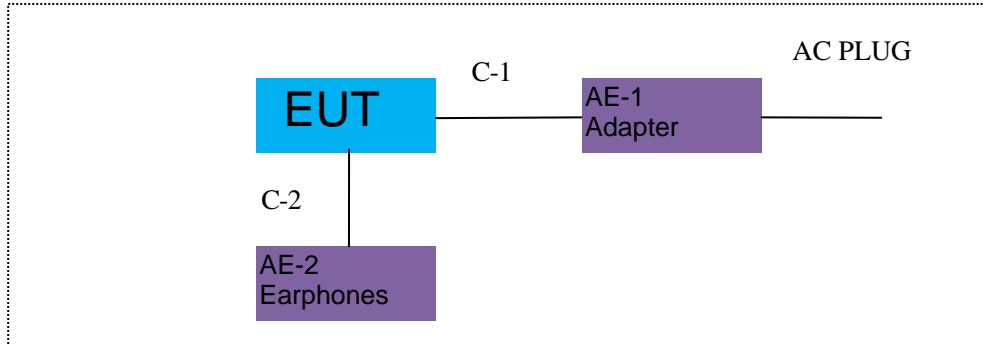 AC PLUG
C-1
EUT
AE-1
Adapter
C-2
AE-2
Earphones